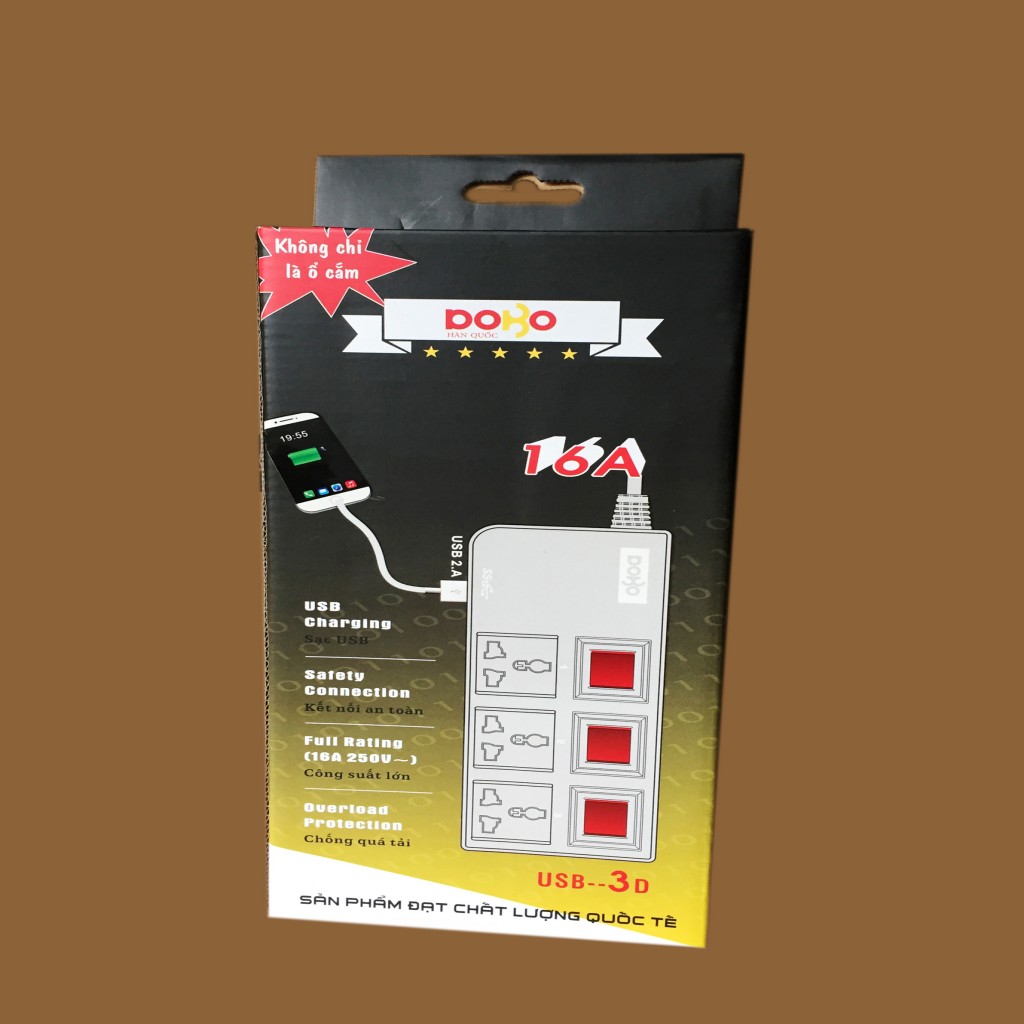 Không chỉ
là ổ cắm
DOBO
HÀN QUỐC
19:55
16A
USB 2.A
DOBO
USB
Charging
Sạc USB
Safety
Connection
Kết nối an toàn
Full Rating
(16A 250V~)
Công suất lớn
Overload
Protection
Chống quá tải
USB--3D
SẢN PHẨM ĐẠT CHẤT LƯỢNG QUỐC TẾ